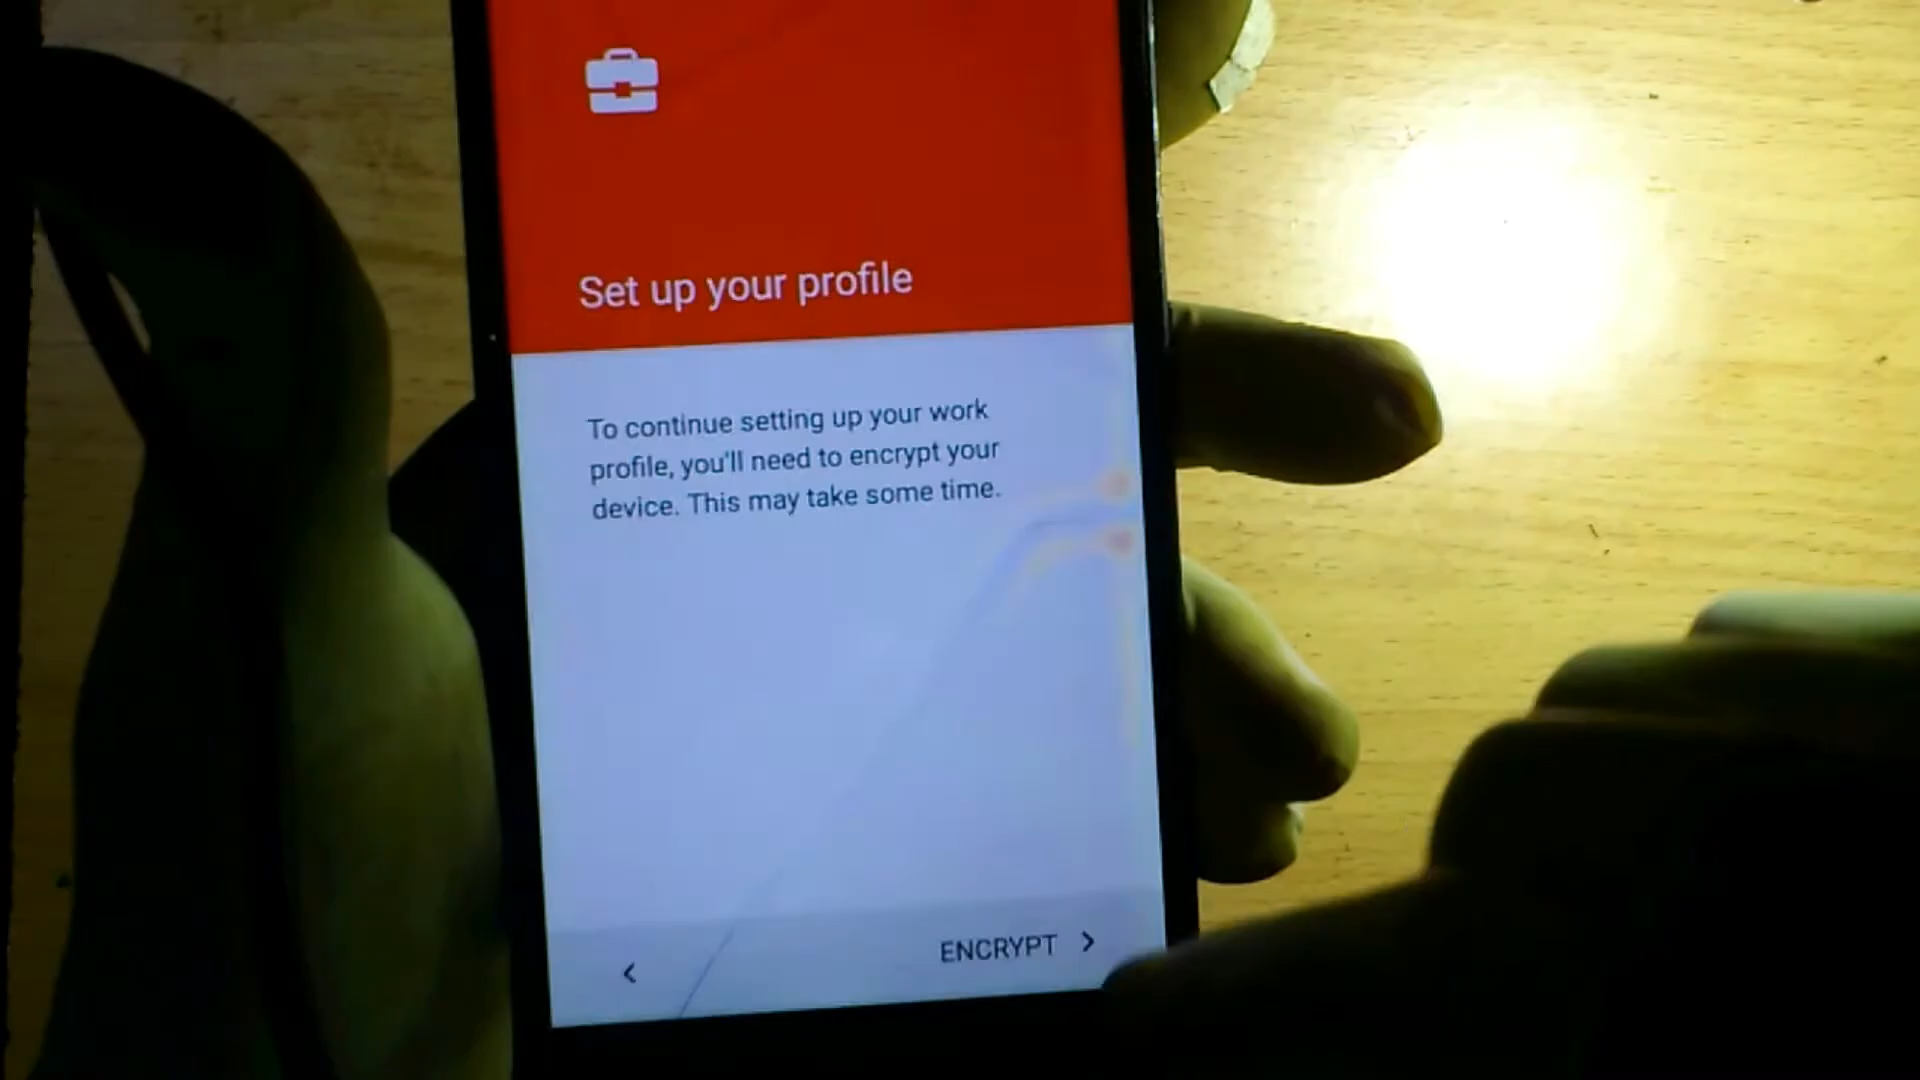 Set up your profile
To continue setting up your work
profile, you'll need to encrypt your
device. This may take some time.
ENCRYPT